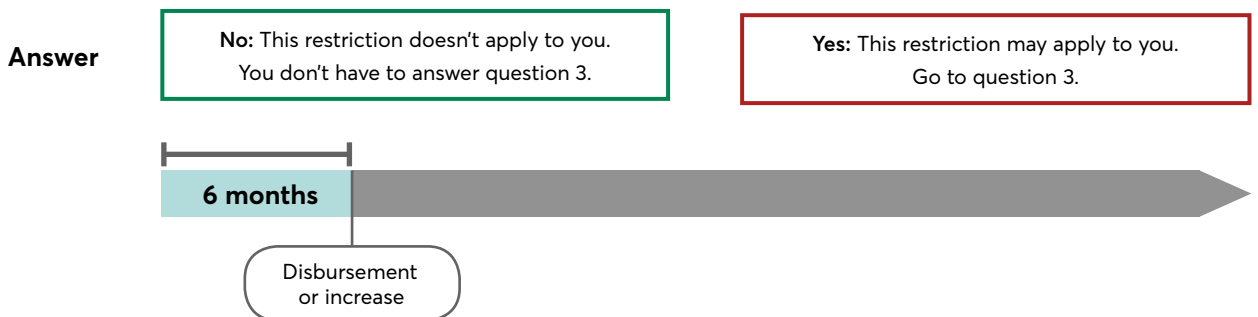 Answer
No: This restriction doesn't apply to you.
You don't have to answer question 3.
Yes: This restriction may apply to you.
Go to question 3.
6 months
Disbursement
or increase